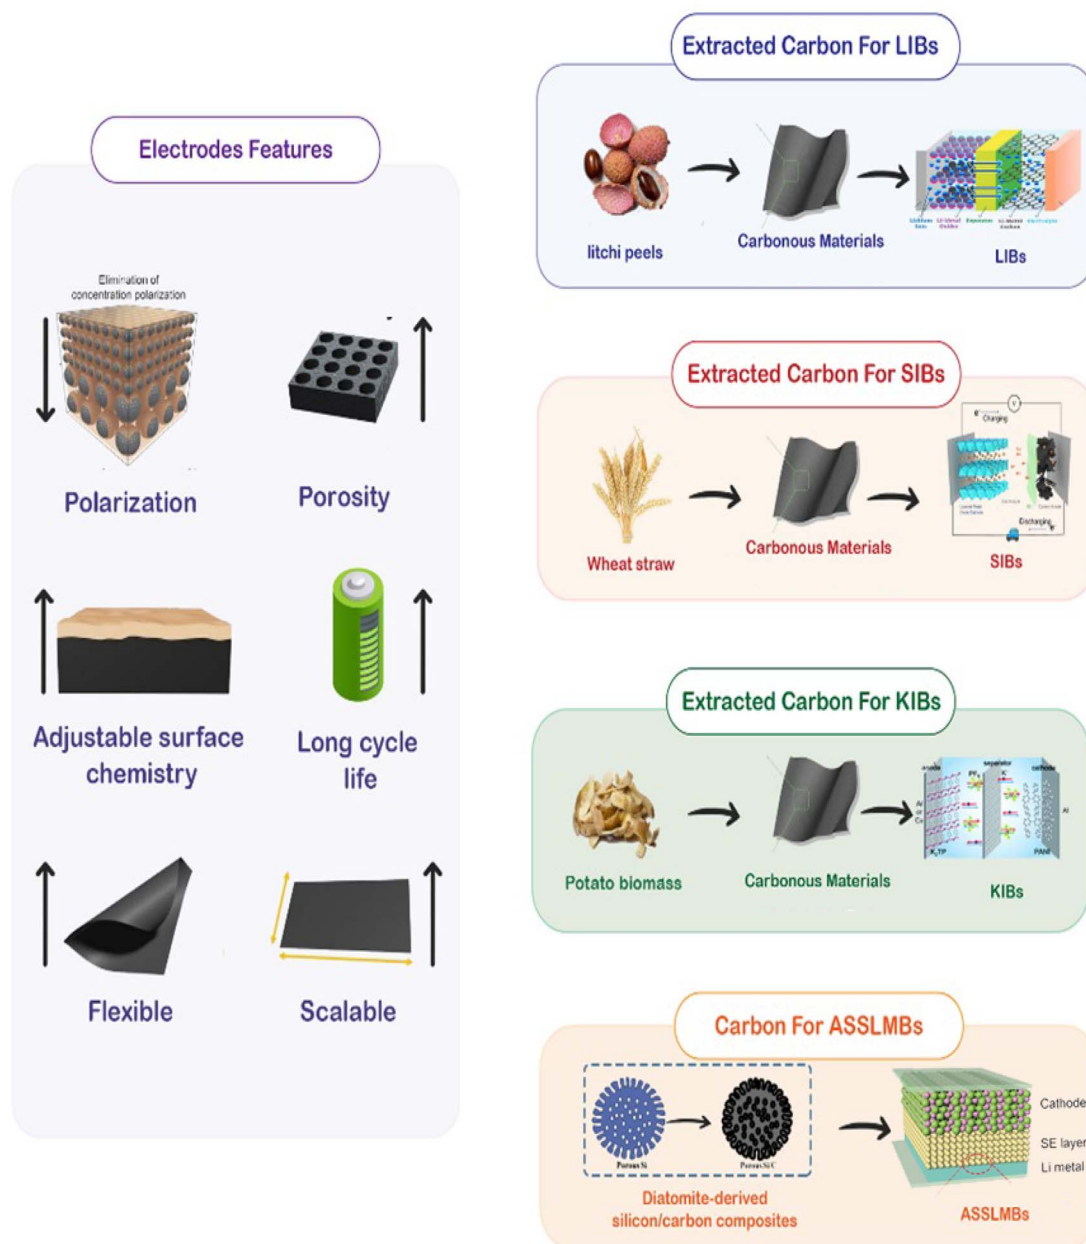 Electrodes Features
Elimination of
concentration polarization
Polarization
Porosity
Adjustable surface
chemistry
Long cycle
life
Flexible
Scalable
Extracted Carbon For LIBs
litchi peels
Carbonous Materials
LIBs
Extracted Carbon For SIBs
Wheat straw
Carbonous Materials
V
e
Charging
Discharging
SIBs
Extracted Carbon For KIBs
Potato biomass
Carbonous Materials
separator
cathode
Al
PANI
KIBs
Carbon For ASSLMBs
Porous Si
Porous Si/C
Diatomite-derived
silicon/carbon composites
Cathode
SE layer
Li metal
ASSLMBs